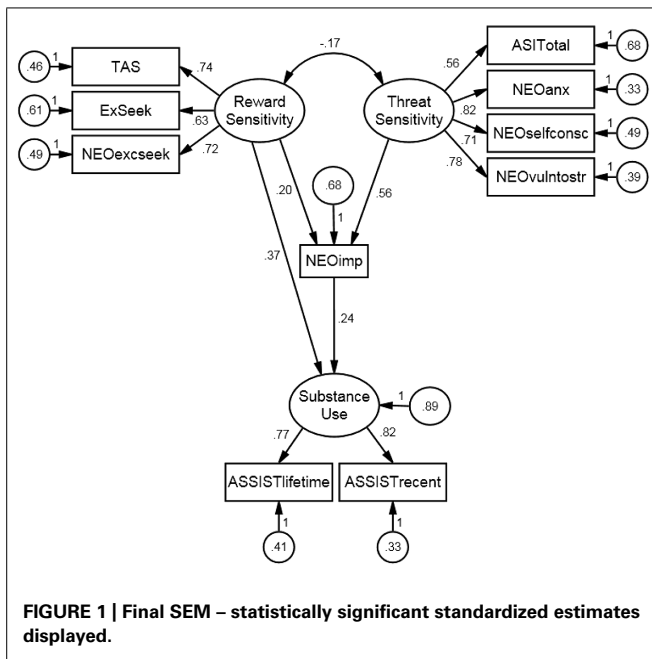 -.17
.46 1 TAS .74
.61 1 ExSeek .63
.49 1 NEOexcseek .72
Reward
Sensitivity
Threat
Sensitivity
.56 ASITotal 1 .68
.82 NEOanx 1 .33
.71 NEOselfconsc 1 .49
.78 NEOvulntostr 1 .39
.20
.68
1
.56
.37
NEOimp
.24
Substance
Use
1 .89
.77
.82
ASSISTlifetime
ASSISTrecent
1
1
.41
.33
FIGURE 1 | Final SEM – statistically significant standardized estimates
displayed.